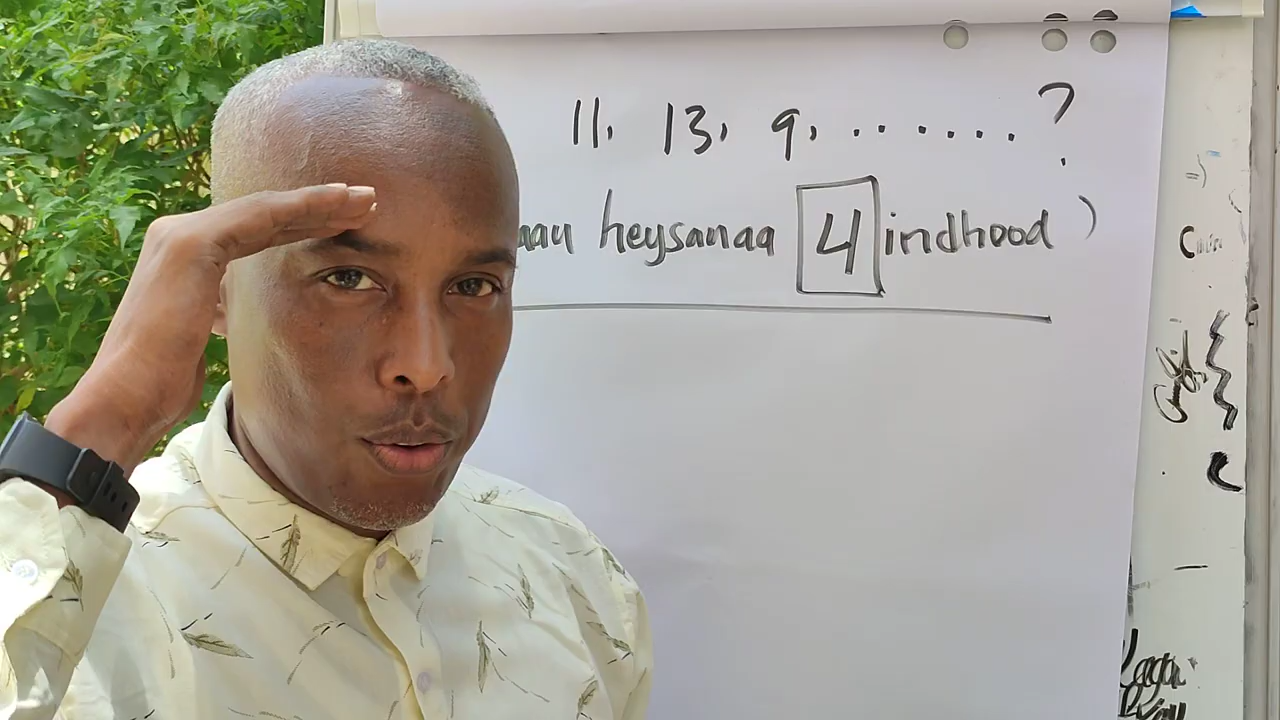 11, 13, 9, ....... ?
heysanaa 4 indhood )